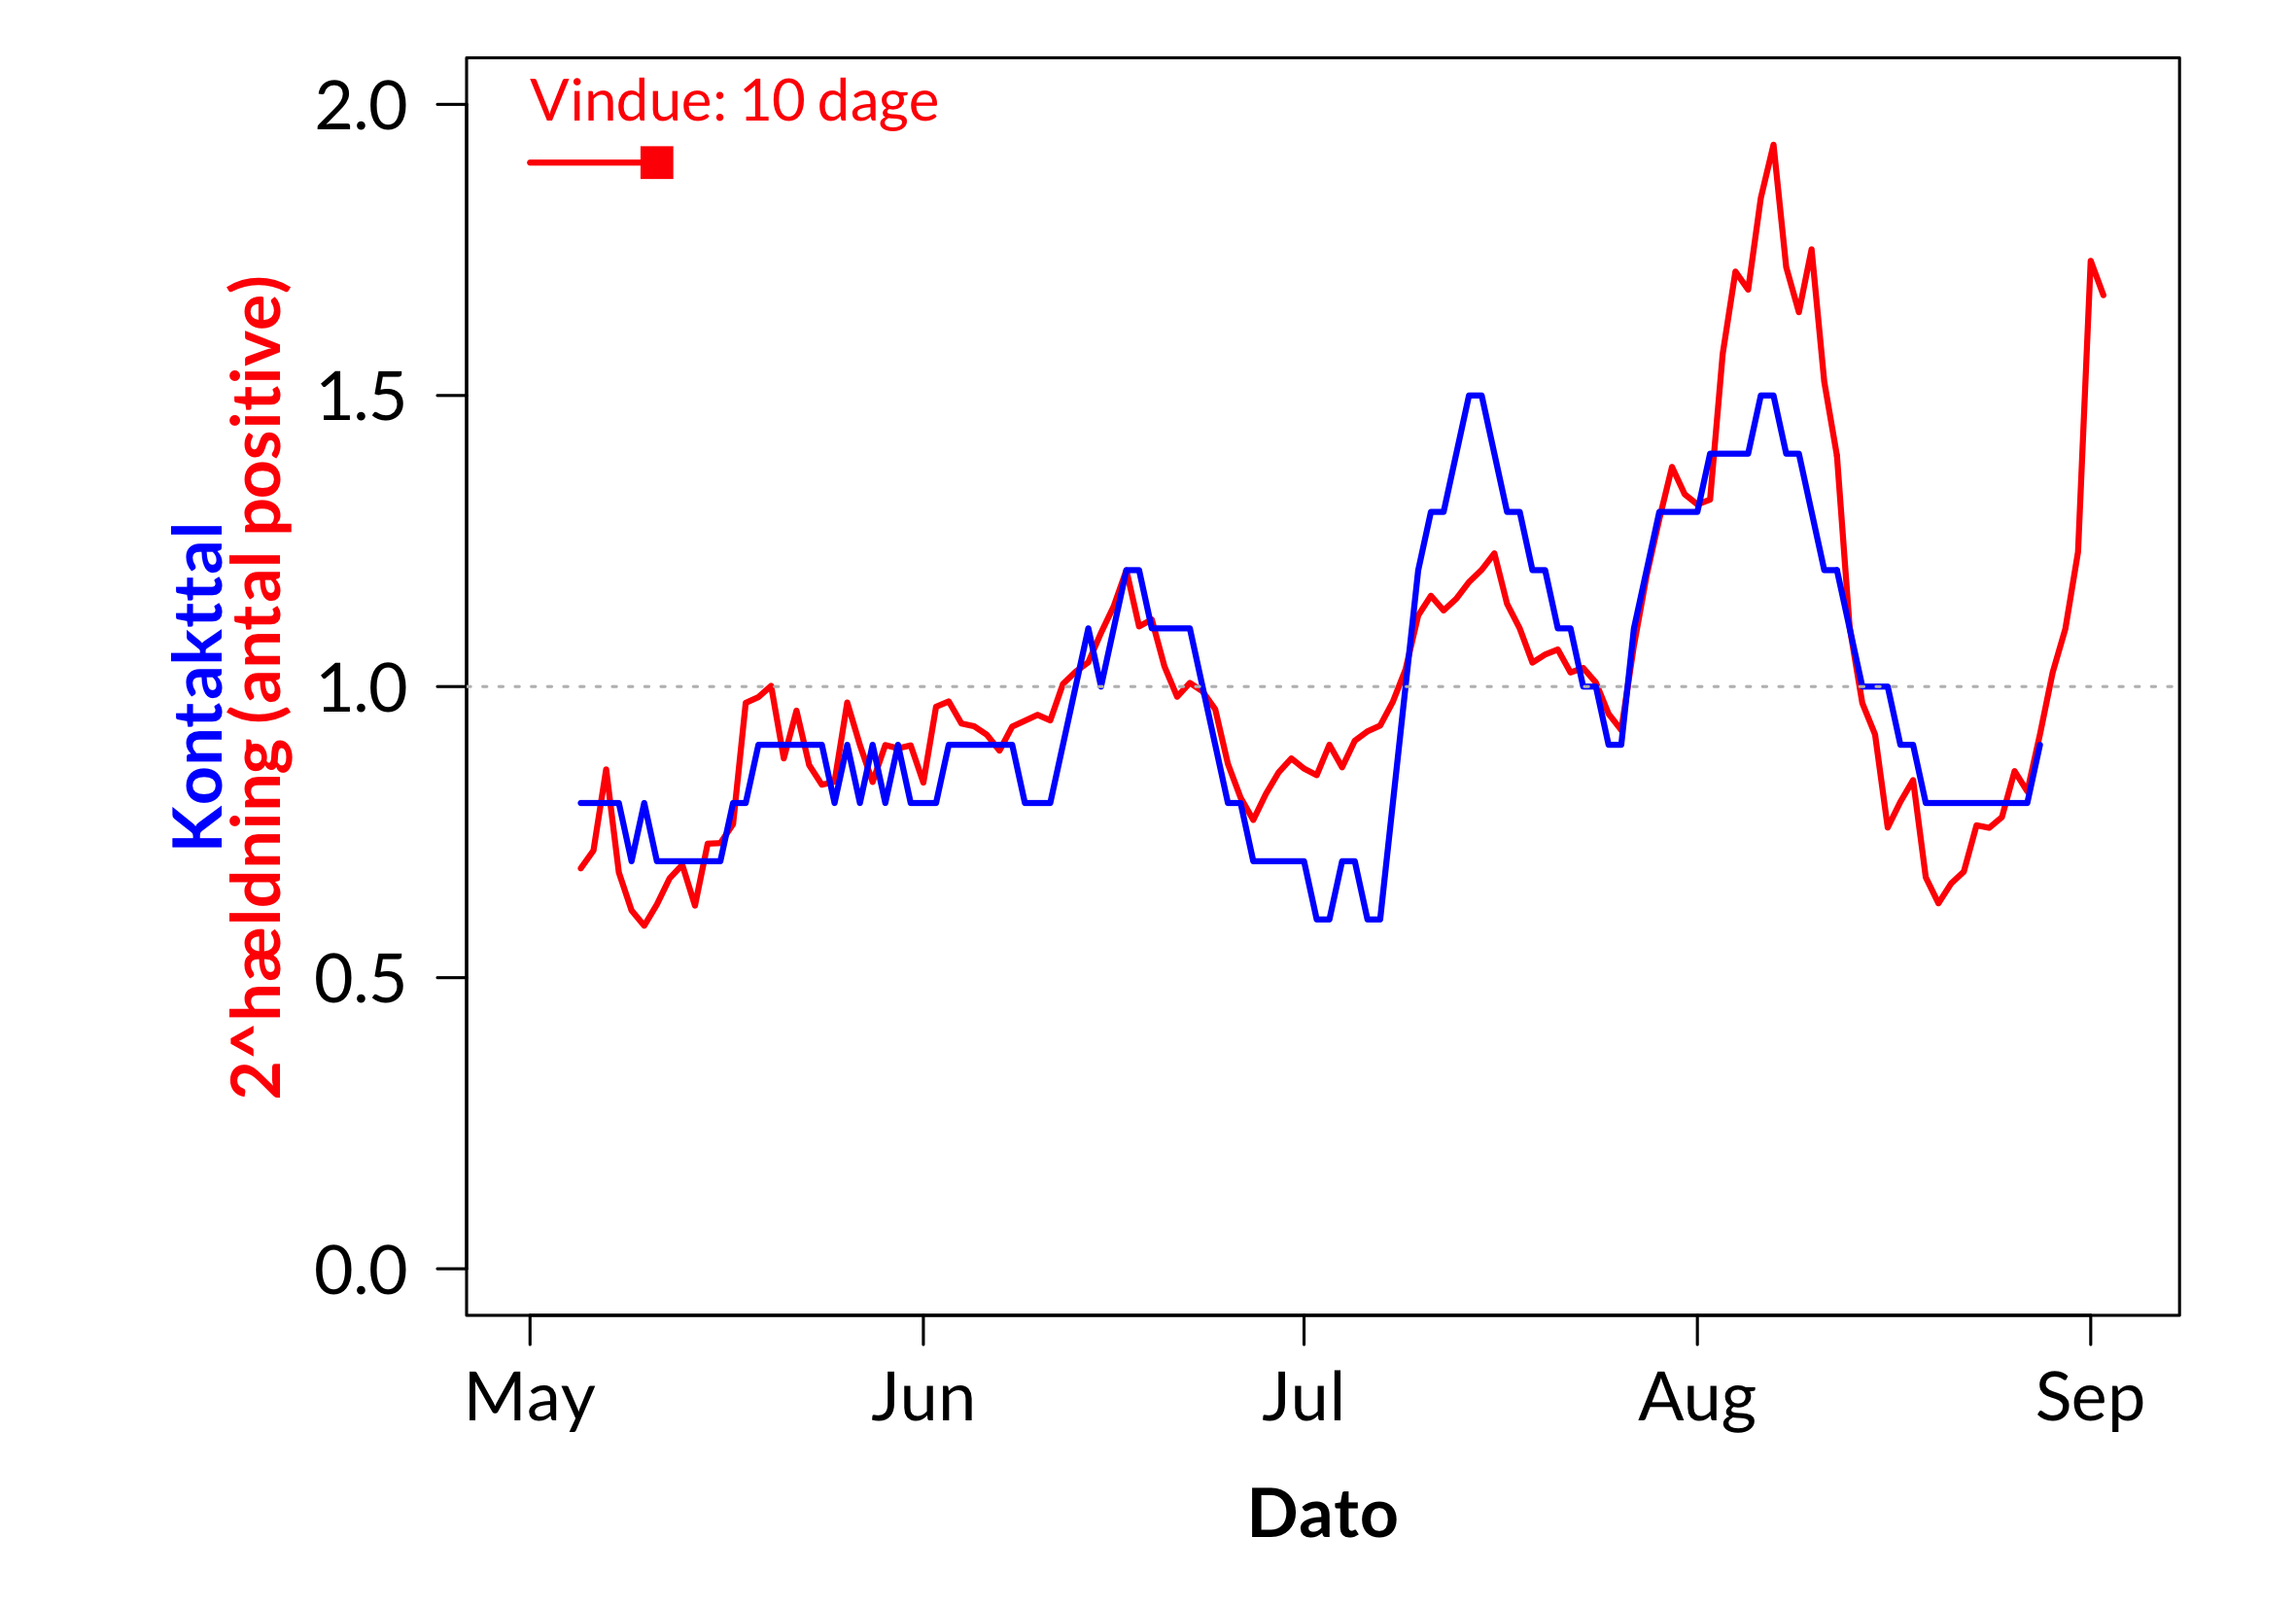 Kontakttal
2^hældning (antal positive)
Vindue: 10 dage
2.0
1.5
1.0
0.5
0.0
May Jun Jul Aug Sep
Dato